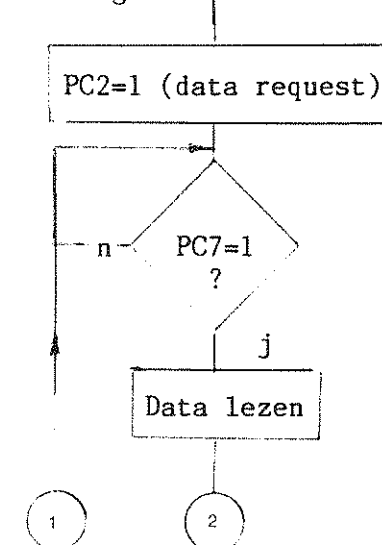 PC2=1 (data request)
n
PC7=1
?
j
Data lezen
1
2